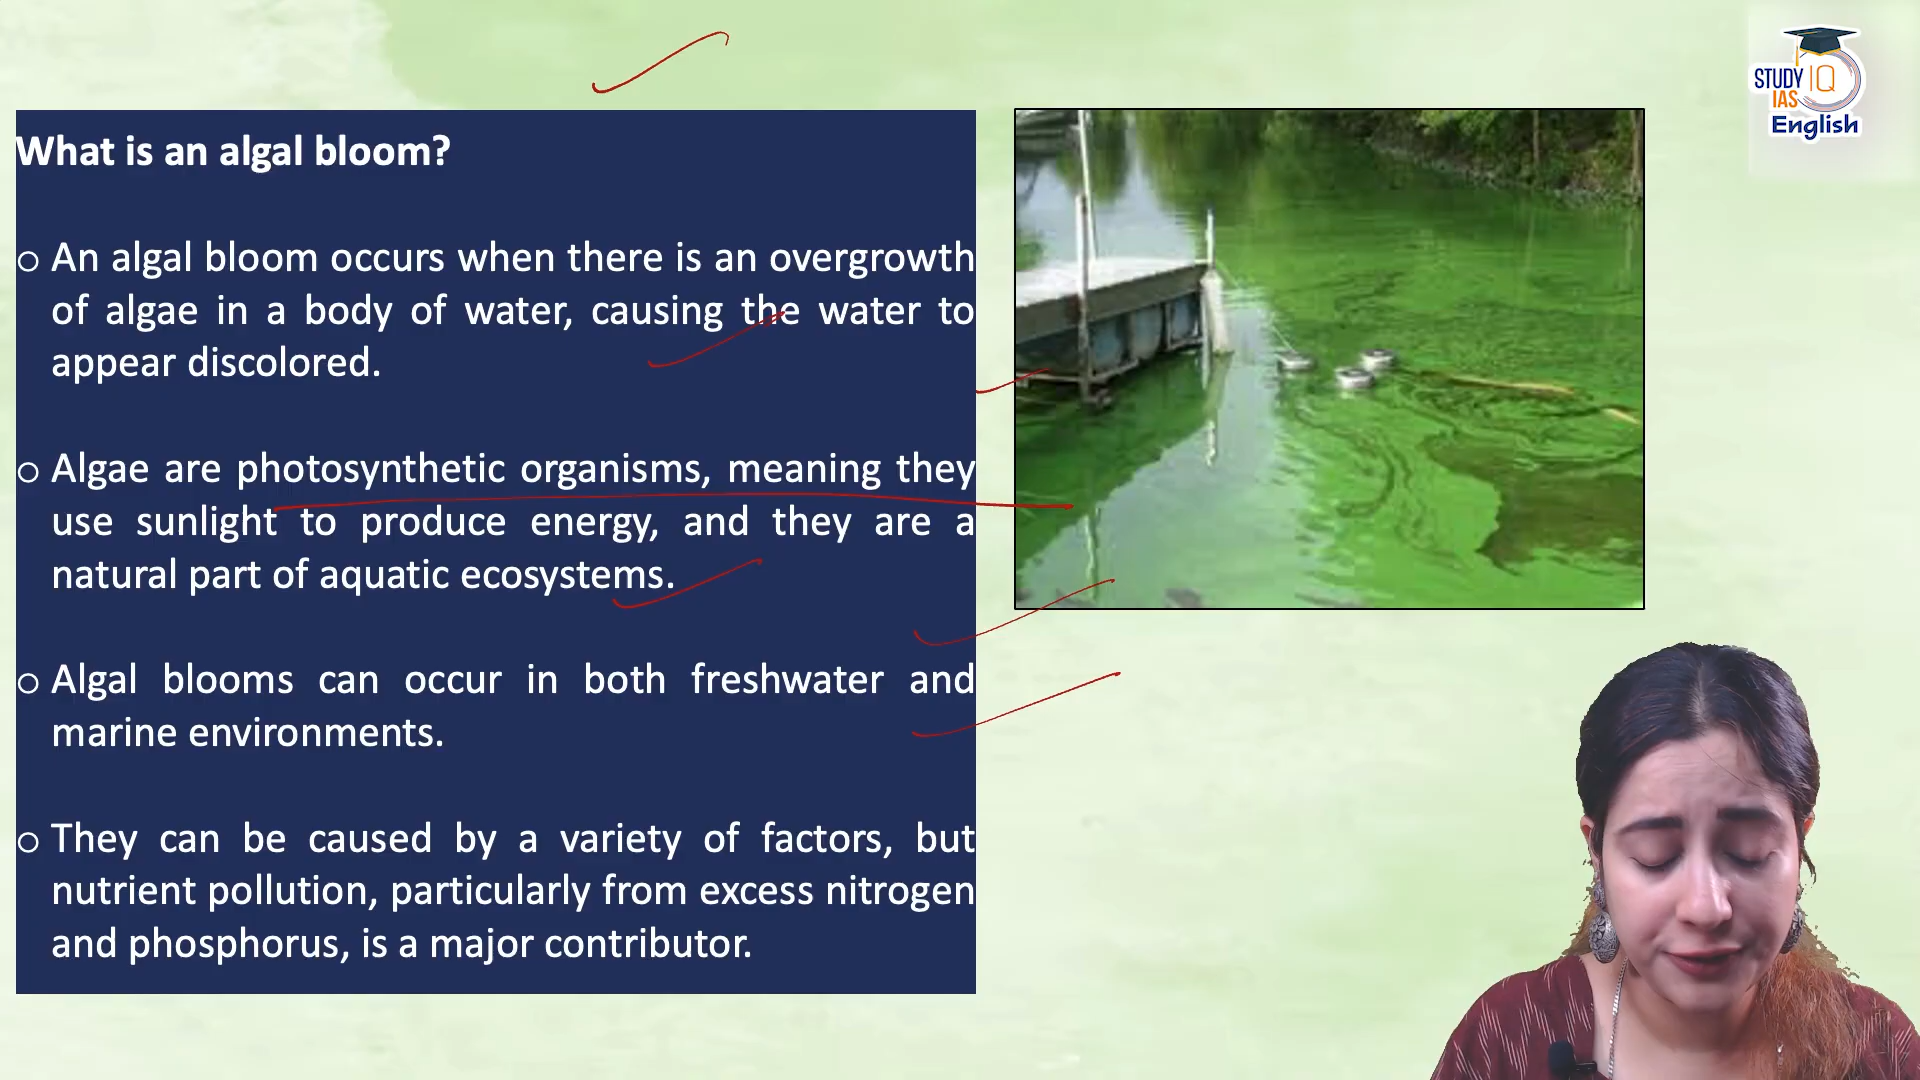 What is an algal bloom?
o An algal bloom occurs when there is an overgrowth
of algae in a body of water, causing the water to
appear discolored.
o Algae are photosynthetic organisms, meaning they
use sunlight to produce energy, and they are a
natural part of aquatic ecosystems.
o Algal blooms can occur in both freshwater and
marine environments.
o They can be caused by a variety of factors, but
nutrient pollution, particularly from excess nitrogen
and phosphorus, is a major contributor.
STUDY IQ
IAS
English